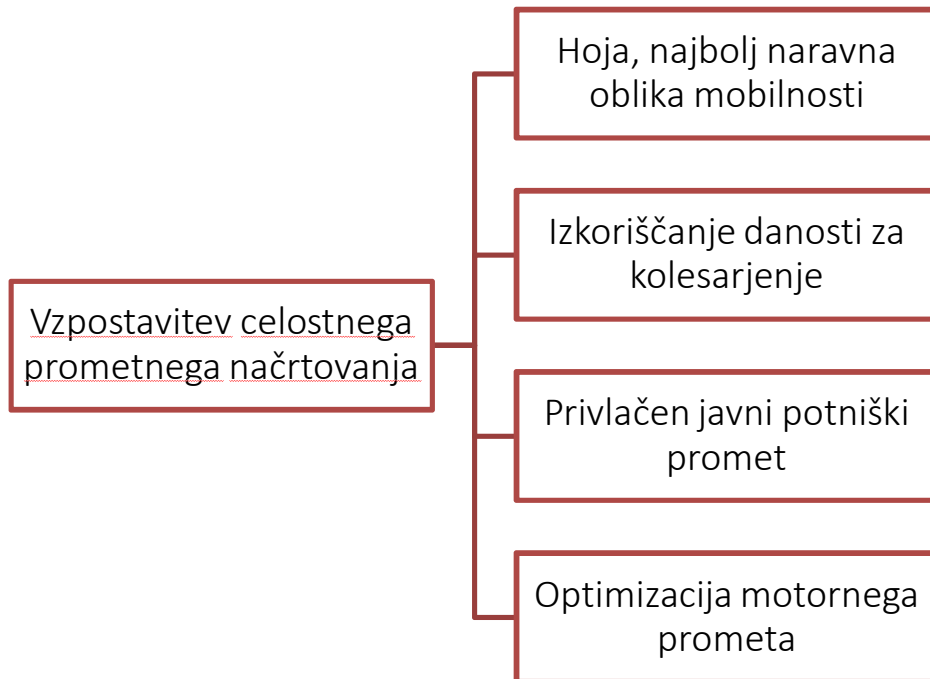 Hoja, najbolj naravna
oblika mobilnosti
Izkoriščanje danosti za
kolesarjenje
Vzpostavitev celostnega
prometnega načrtovanja
Privlačen javni potniški
promet
Optimizacija motornega
prometa